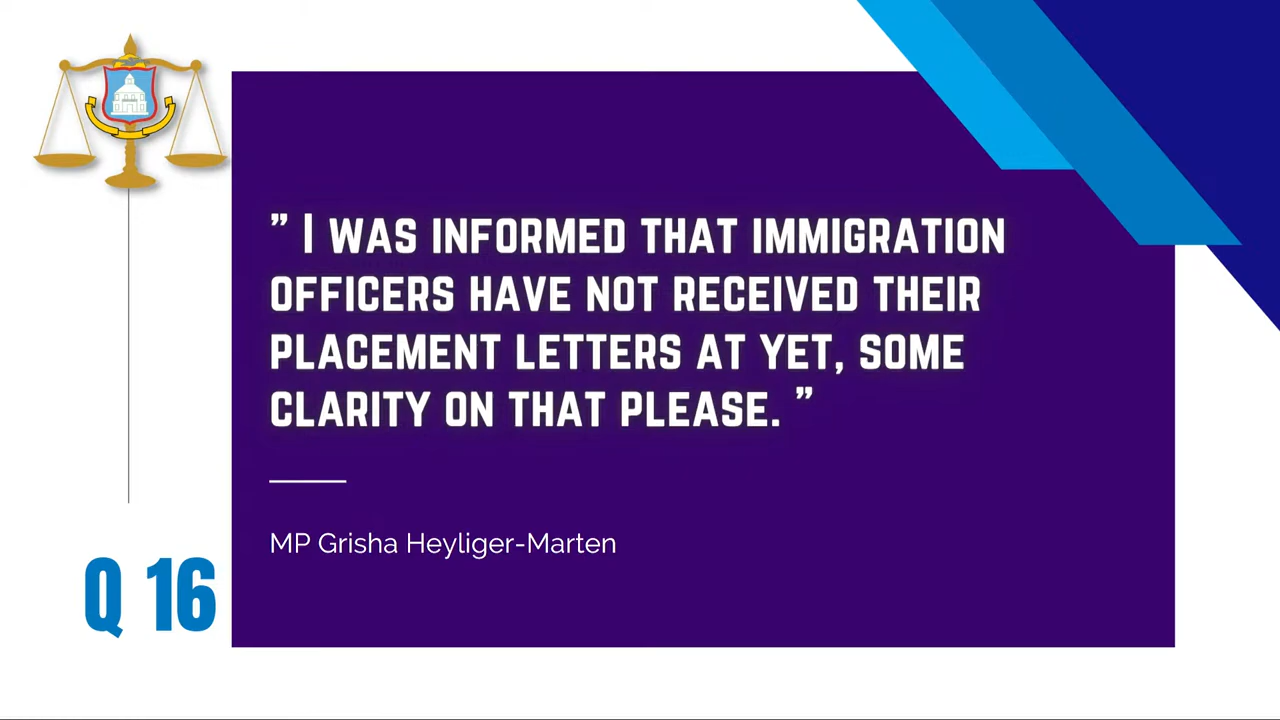 ” I WAS INFORMED THAT IMMIGRATION
OFFICERS HAVE NOT RECEIVED THEIR
PLACEMENT LETTERS AT YET, SOME
CLARITY ON THAT PLEASE. ”
MP Grisha Heyliger-Marten
Q 16